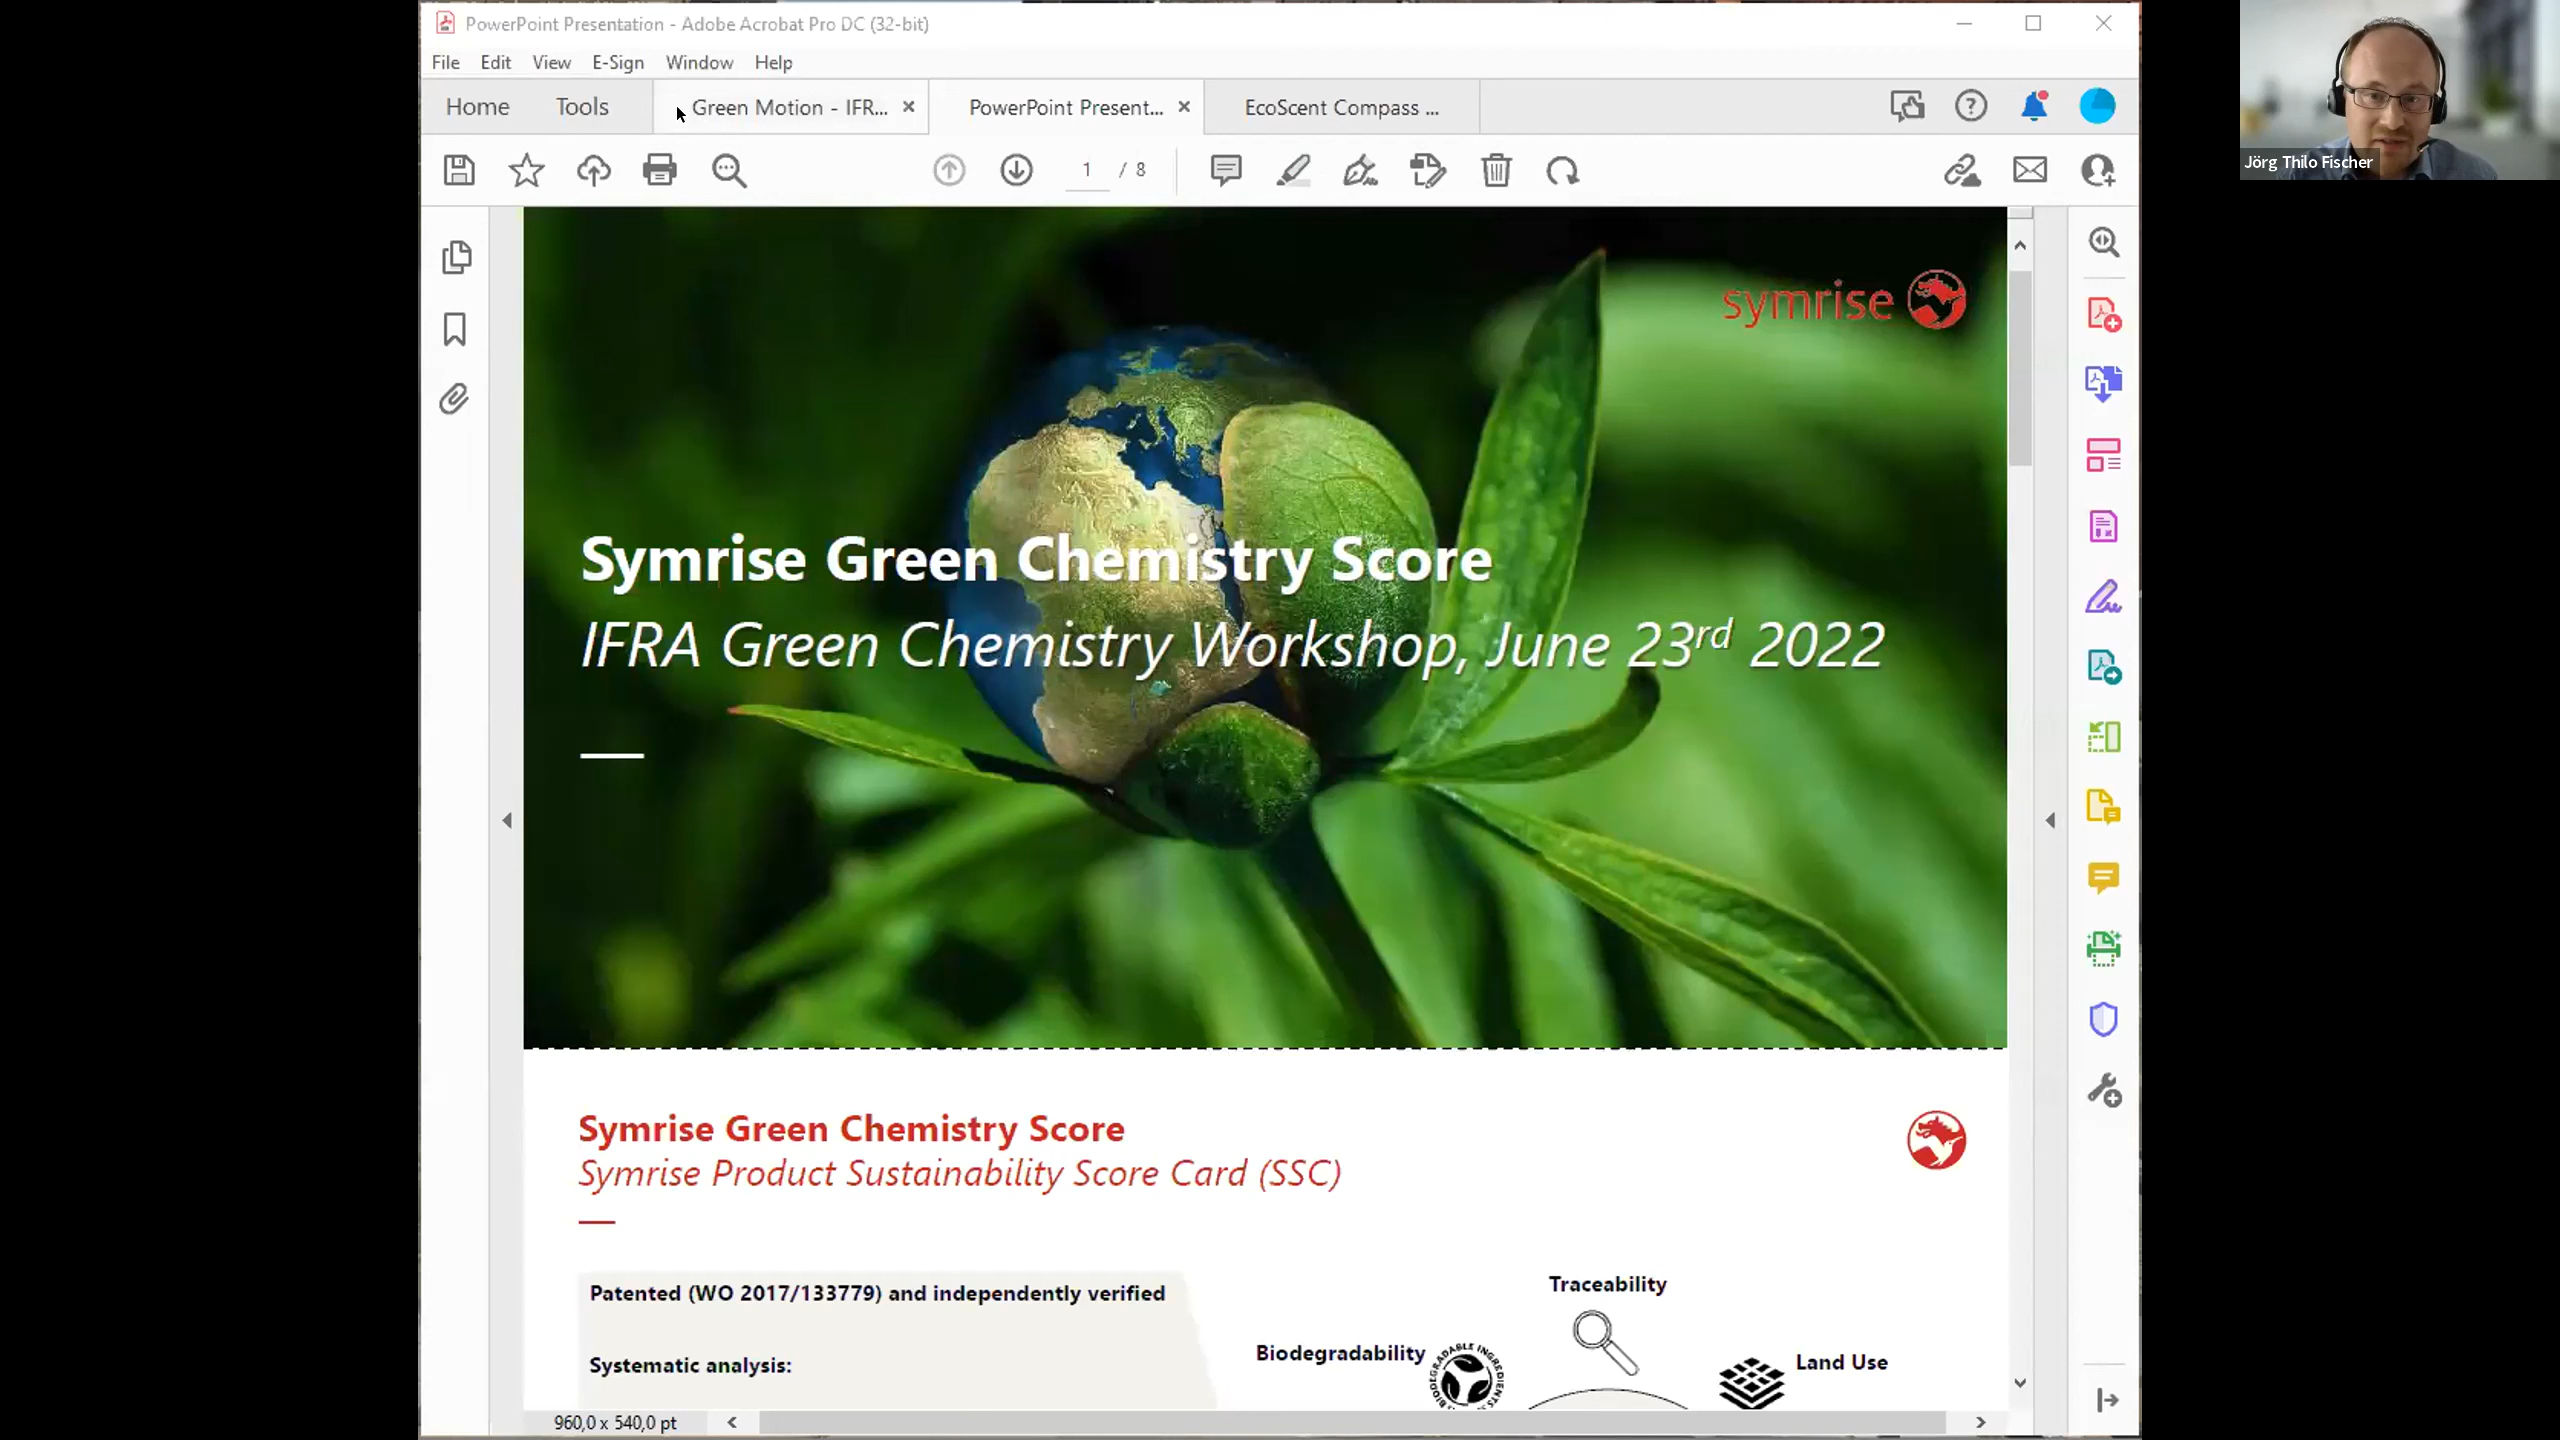 PowerPoint Presentation - Adobe Acrobat Pro DC (32-bit)
File Edit View E-Sign Window Help
Home Tools Green Motion - IFR... PowerPoint Present... EcoScent Compass ...
1 / 8
Jörg Thilo Fischer
symrise
Symrise Green Chemistry Score
IFRA Green Chemistry Workshop, June 23rd 2022
Symrise Green Chemistry Score
Symrise Product Sustainability Score Card (SSC)
Patented (WO 2017/133779) and independently verified
Systematic analysis:
Traceability
Biodegradability
BIODEGRADABLE INGREDIENTS
Land Use
960,0 x 540,0 pt